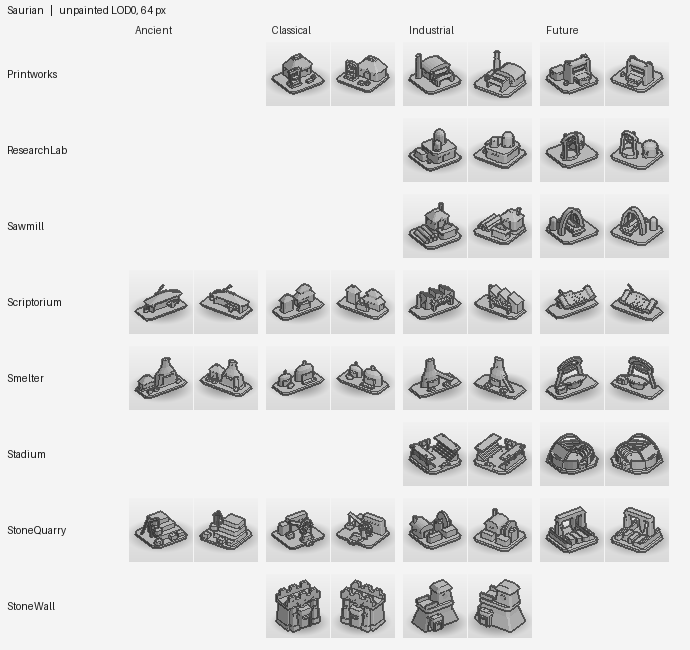 Saurian | unpainted LOD0, 64 px
Ancient Classical Industrial Future
Printworks
ResearchLab
Sawmill
Scriptorium
Smelter
Stadium
StoneQuarry
StoneWall